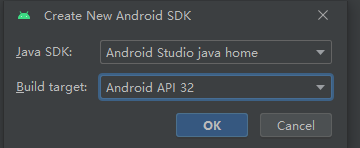 Create New Android SDK
Java SDK: Android Studio java home
Build target: Android API 32
OK Cancel